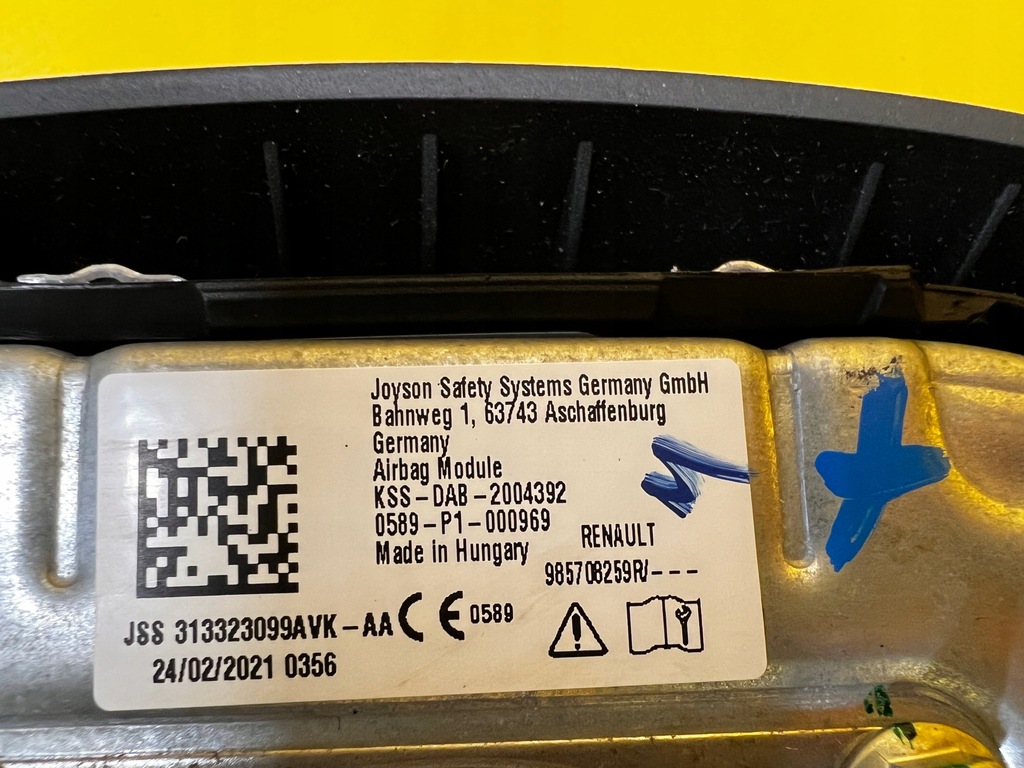 Joyson Safety Systems Germany GmbH
Bahnweg 1, 63743 Aschaffenburg
Germany
Airbag Module
KSS-DAB-2004392
0589-P1-000969
Made in Hungary
RENAULT
985708259R/---
JSS 313323099AVK-AA
CE 0589
24/02/2021 0356